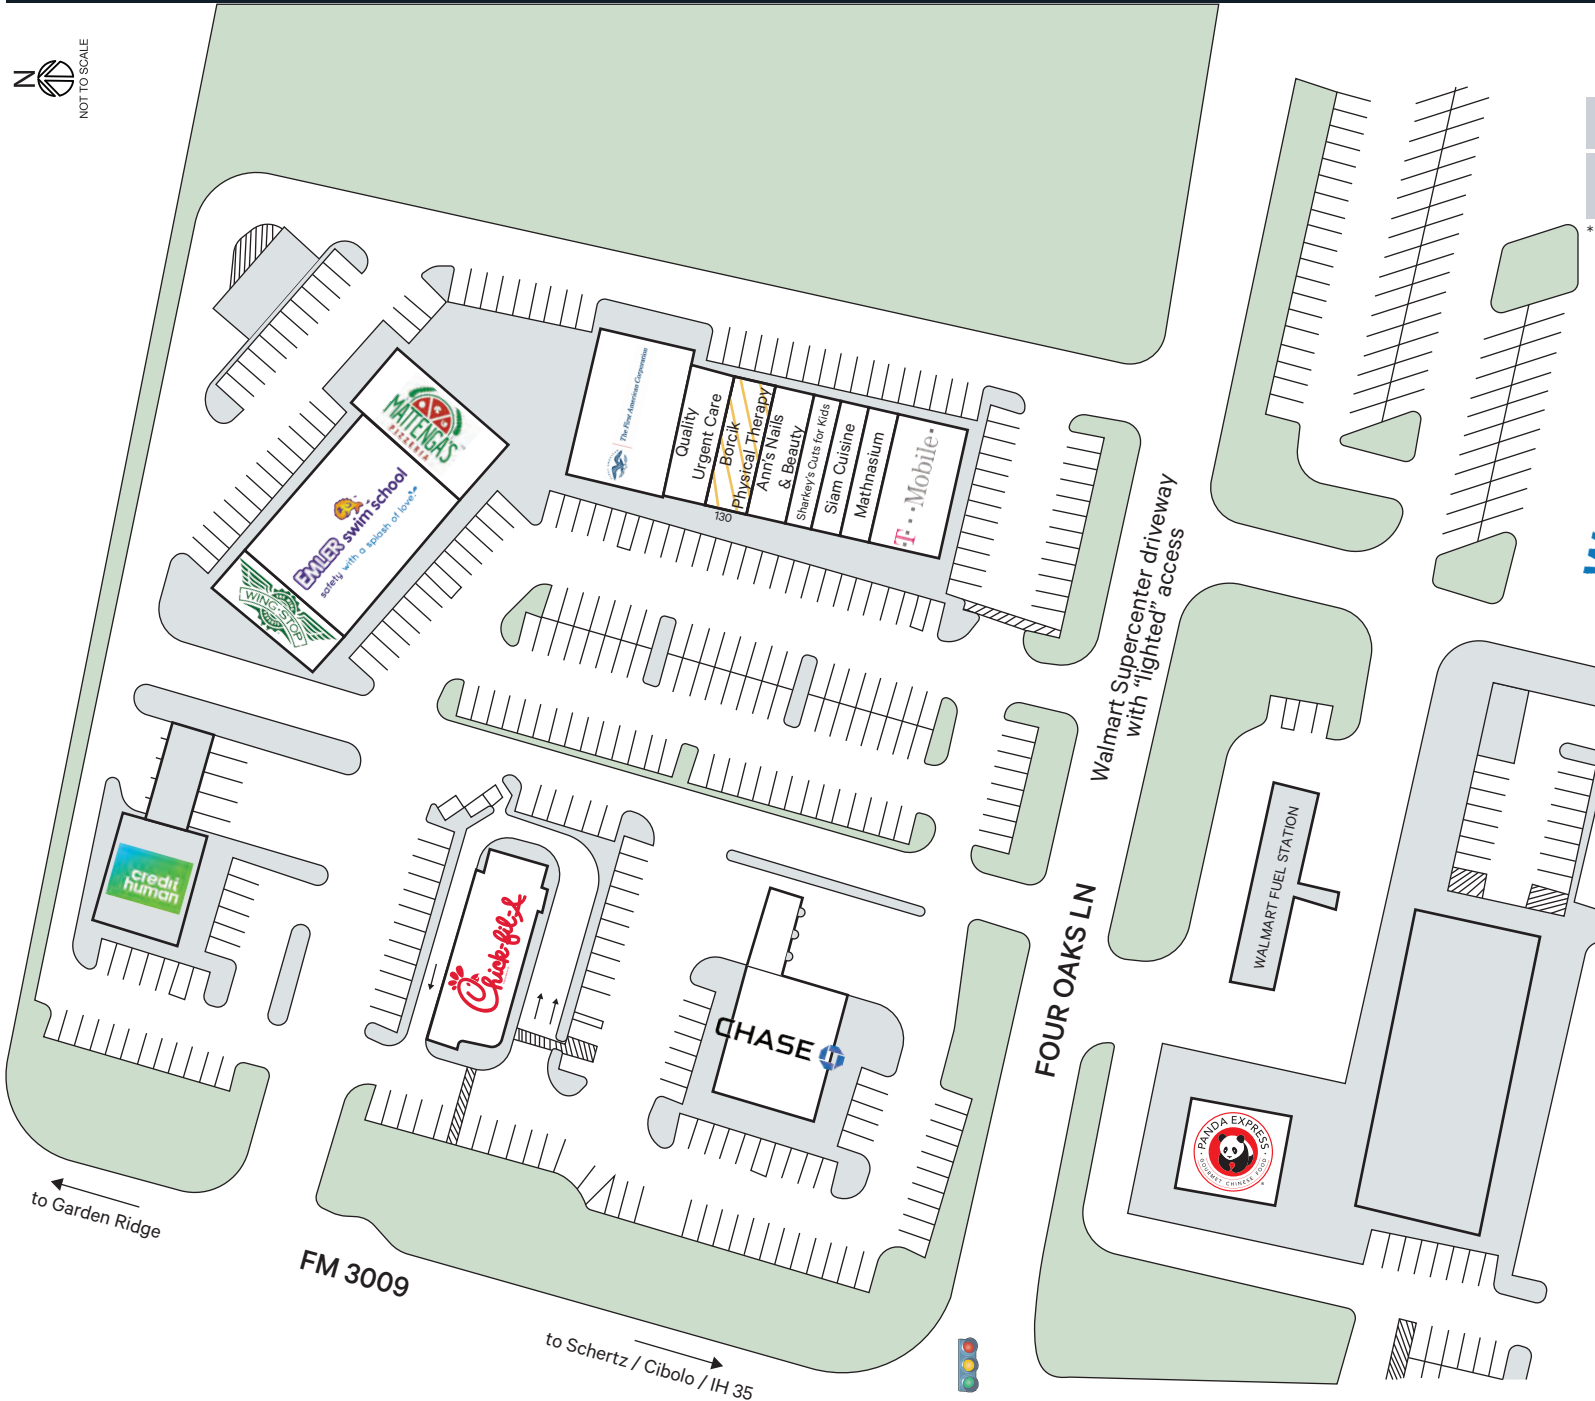 N
NOT TO SCALE
*
MATTENGA'S
PIZZERIA
EMLER swim school
safety with a splash of love.
WING·STOP
The First American Corporation
Quality
Urgent Care
Borcik
Physical Therapy
130
Ann's Nails
& Beauty
Sharkey's Cuts for Kids
Siam Cuisine
Mathnasium
T··Mobile·
Walmart Supercenter driveway
with “lighted” access
credit
human
Chick-fil-A
CHASE
FOUR OAKS LN
WALMART FUEL STATION
PANDA EXPRESS
GOURMET CHINESE FOOD
to Garden Ridge
FM 3009
to Schertz / Cibolo / IH 35